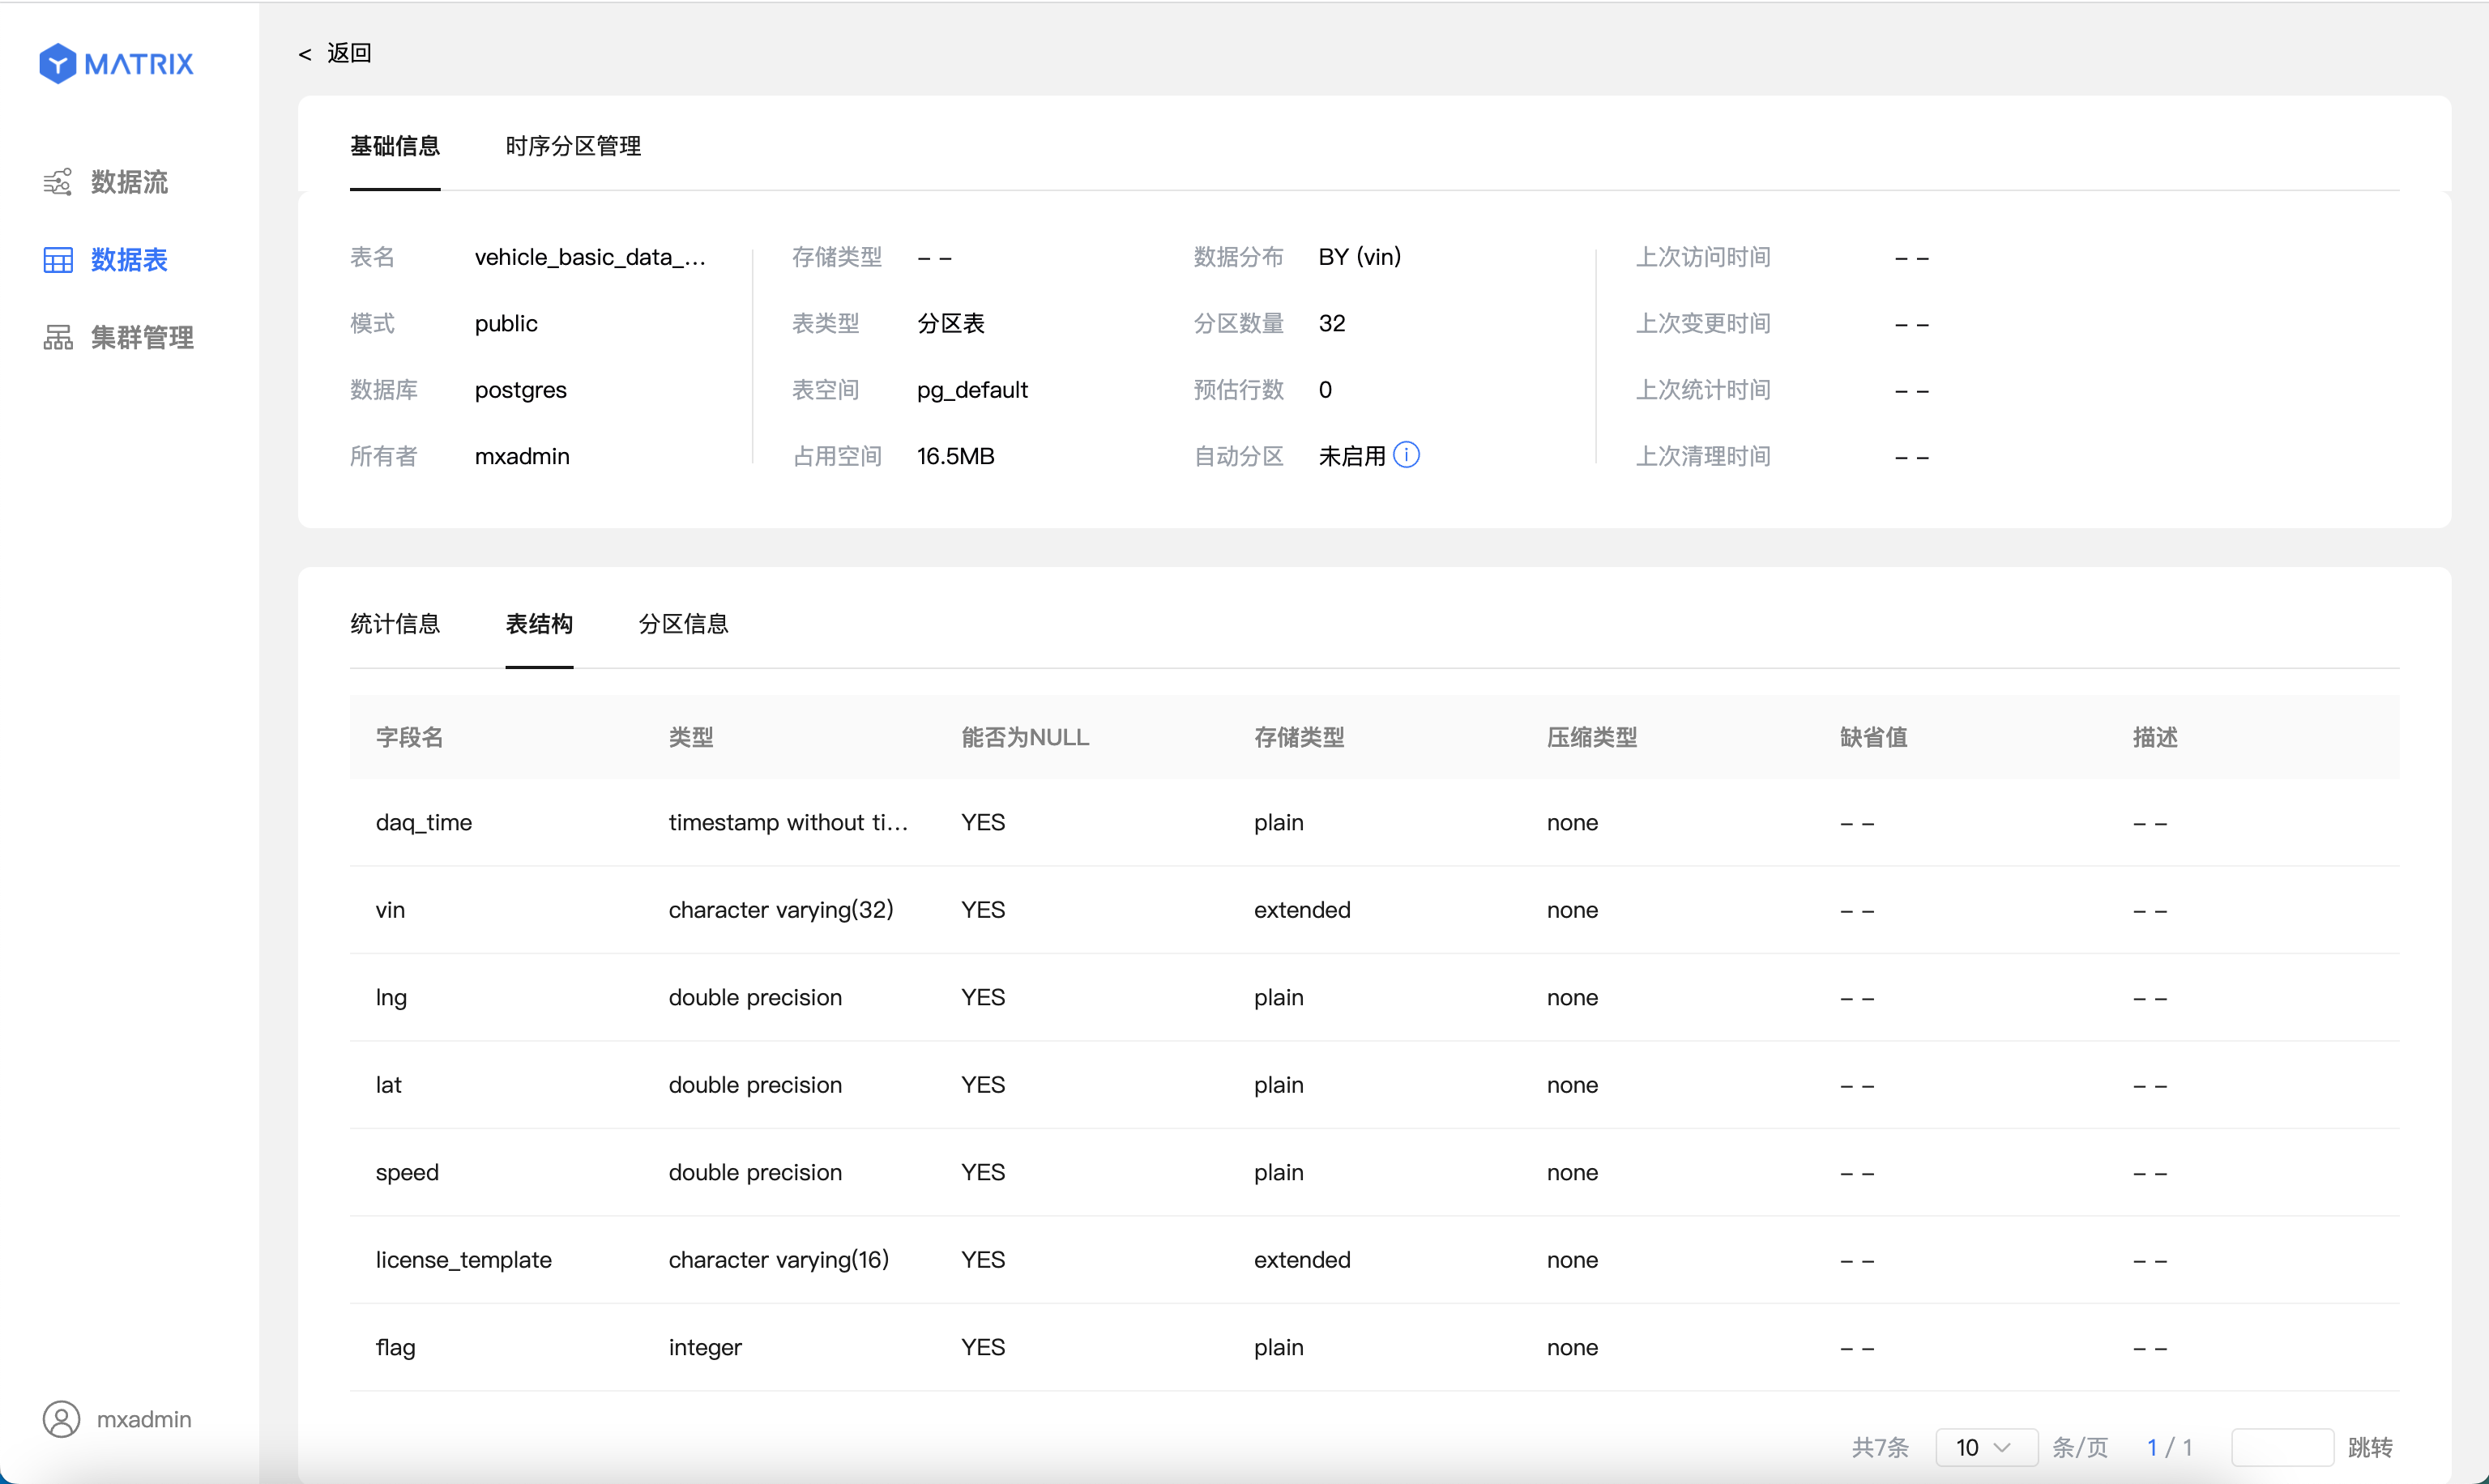 MATRIX
数据流
数据表
集群管理
mxadmin
< 返回
基础信息 时序分区管理
表名 vehicle_basic_data_... 存储类型 – – 数据分布 BY (vin) 上次访问时间 – –
模式 public 表类型 分区表 分区数量 32 上次变更时间 – –
数据库 postgres 表空间 pg_default 预估行数 0 上次统计时间 – –
所有者 mxadmin 占用空间 16.5MB 自动分区 未启用 上次清理时间 – –
统计信息 表结构 分区信息
字段名 类型 能否为NULL 存储类型 压缩类型 缺省值 描述
daq_time timestamp without ti... YES plain none – – – –
vin character varying(32) YES extended none – – – –
lng double precision YES plain none – – – –
lat double precision YES plain none – – – –
speed double precision YES plain none – – – –
license_template character varying(16) YES extended none – – – –
flag integer YES plain none – – – –
共7条 10 条/页 1 / 1 跳转